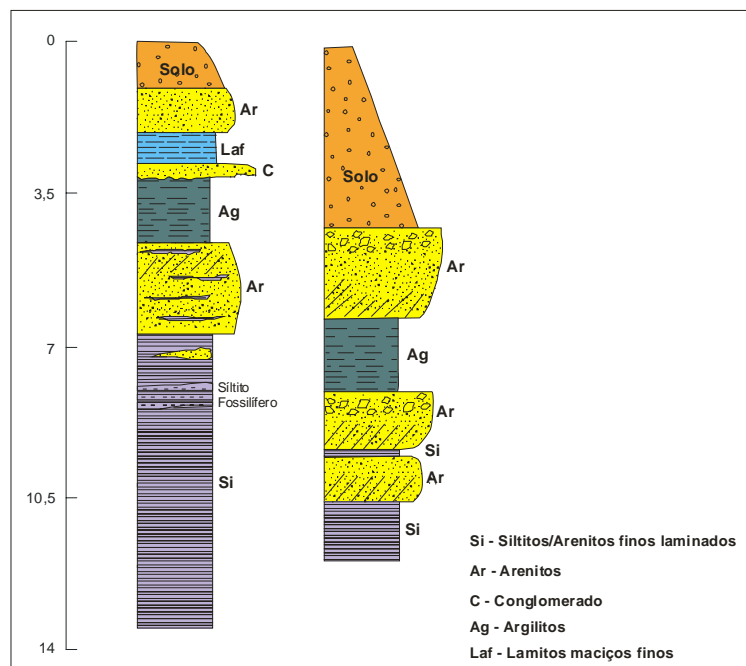 0
3,5
7
10,5
14
Solo
Ar
Laf
C
Ag
Ar
Siltito
Fossilífero
Si
Solo
Ar
Ag
Ar
Si
Ar
Si
Si - Siltitos/Arenitos finos laminados
Ar - Arenitos
C - Conglomerado
Ag - Argilitos
Laf - Lamitos maciços finos